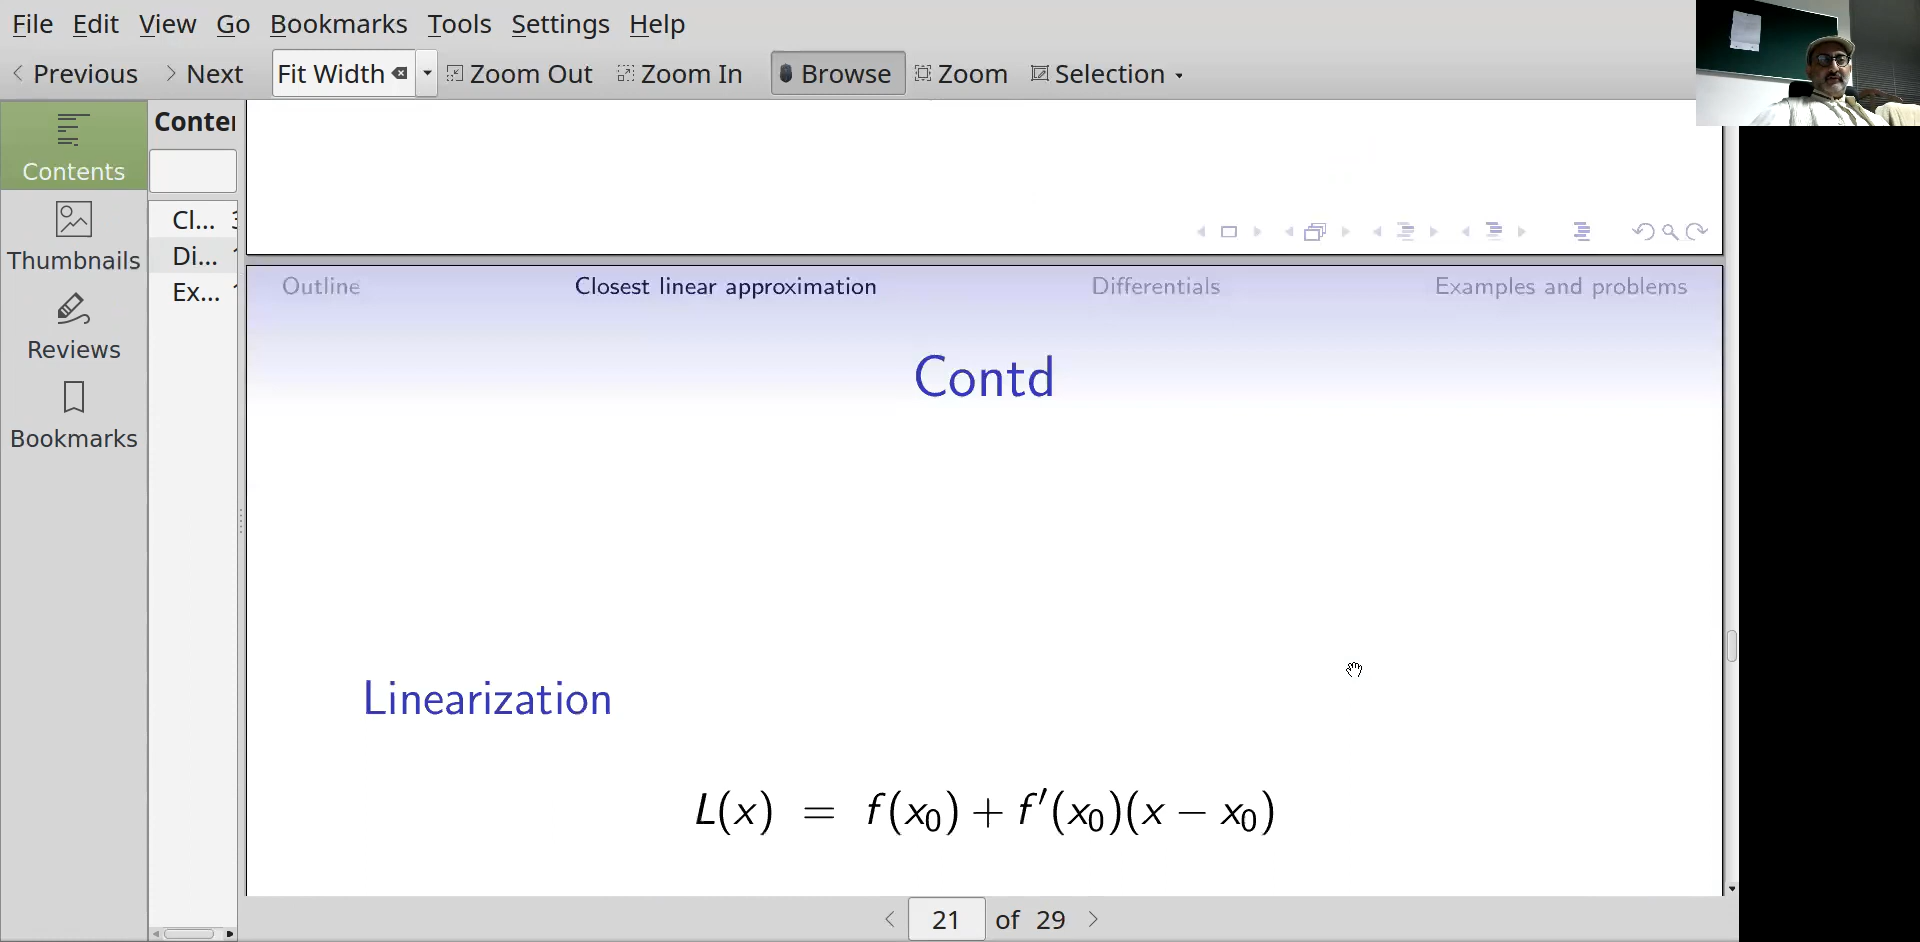 File Edit View Go Bookmarks Tools Settings Help
Previous Next Fit Width Zoom Out Zoom In Browse Zoom Selection
Contents
Thumbnails
Reviews
Bookmarks
Conter
Cl...
Di...
Ex...
Outline Closest linear approximation Differentials Examples and problems
Contd
Linearization
L(x) = f(x₀) + f′(x₀)(x − x₀)
21 of 29